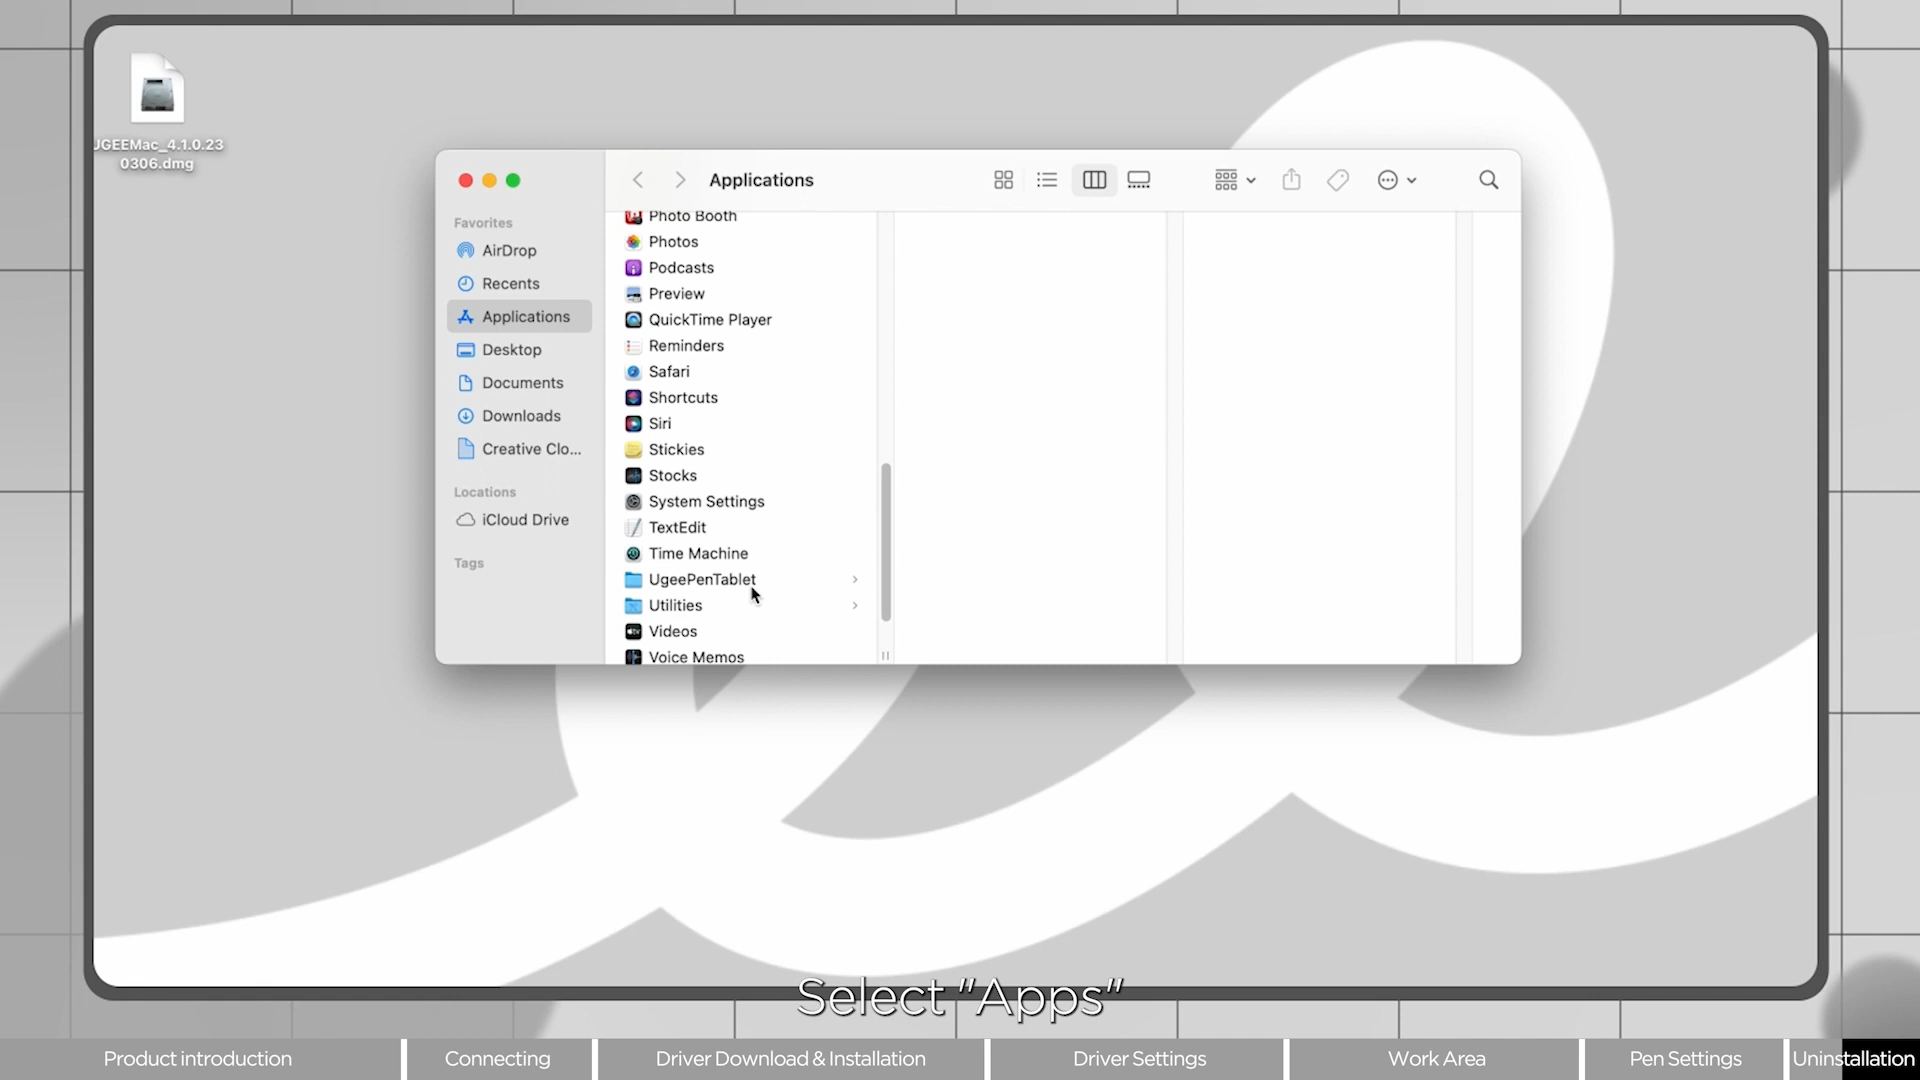 UGEEMac_4.1.0.23
0306.dmg
Applications
Favorites
AirDrop
Recents
Applications
Desktop
Documents
Downloads
Creative Clo...
Locations
iCloud Drive
Tags
Photo Booth
Photos
Podcasts
Preview
QuickTime Player
Reminders
Safari
Shortcuts
Siri
Stickies
Stocks
System Settings
TextEdit
Time Machine
UgeePenTablet
Utilities
Videos
Voice Memos
Select "Apps"
Product introduction
Connecting
Driver Download & Installation
Driver Settings
Work Area
Pen Settings
Uninstallation